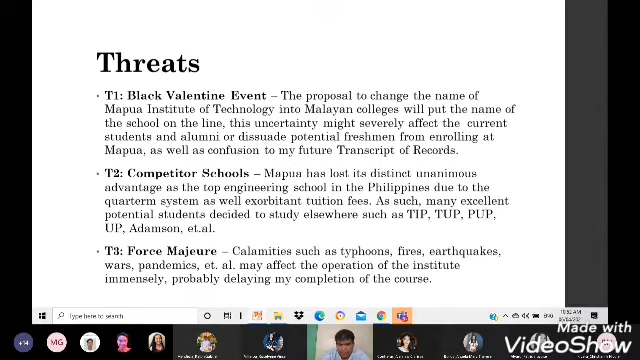 Threats
• T1: Black Valentine Event – The proposal to change the name of
Mapua Institute of Technology into Malayan colleges will put the name of
the school on the line, this uncertainty might severely affect the current
students and alumni or dissuade potential freshmen from enrolling at
Mapua, as well as confusion to my future Transcript of Records.
• T2: Competitor Schools – Mapua has lost its distinct unanimous
advantage as the top engineering school in the Philippines due to the
quarterm system as well exorbitant tuition fees. As such, many excellent
potential students decided to study elsewhere such as TIP, TUP, PUP,
UP, Adamson, et.al.
• T3: Force Majeure – Calamities such as typhoons, fires, earthquakes,
wars, pandemics, et. al. may affect the operation of the institute
immensely, probably delaying my completion of the course.
Type here to search
ENG
10:52 AM
+14
MG
Made with
VideoShow